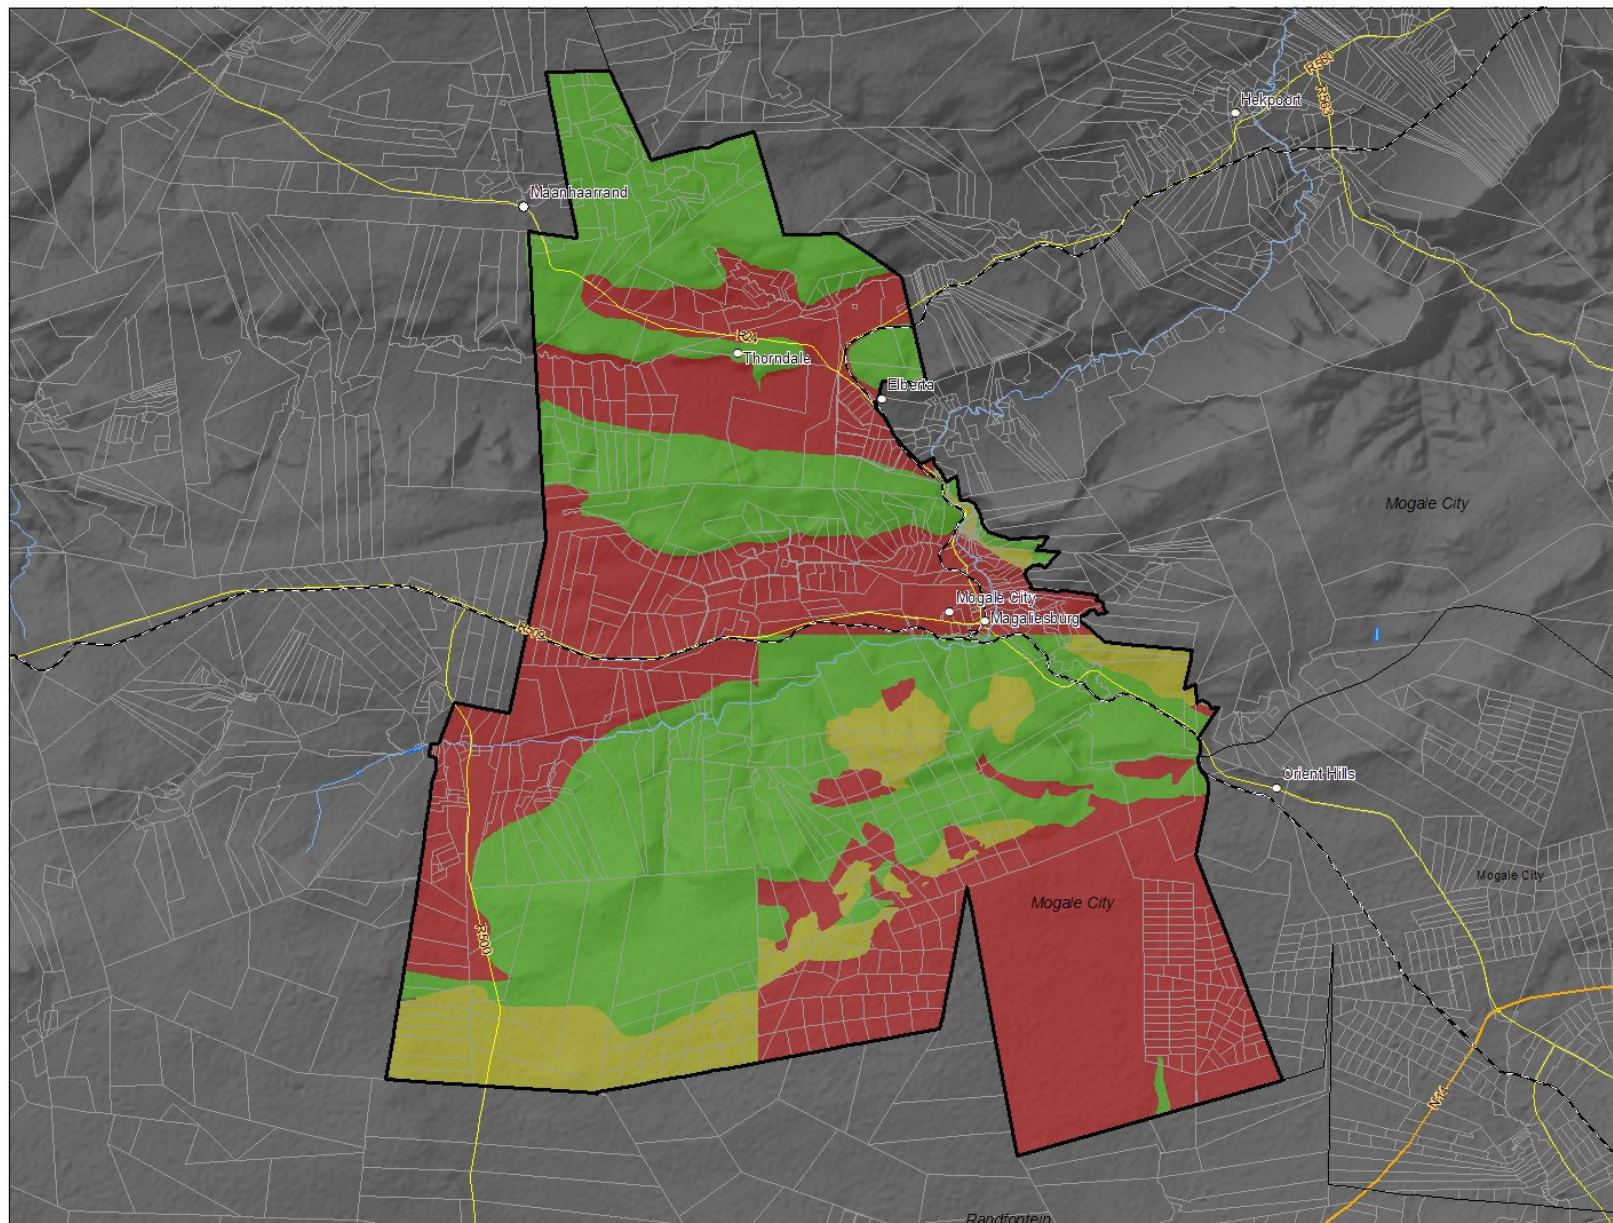 R560
Hekpoort
R563
Maanhaarrand
R24
Thorndale
Elberta
Mogale City
Mogale City
Magaliesburg
R509
Orient Hills
Mogale City
Mogale City
R500
N14
Randfontein